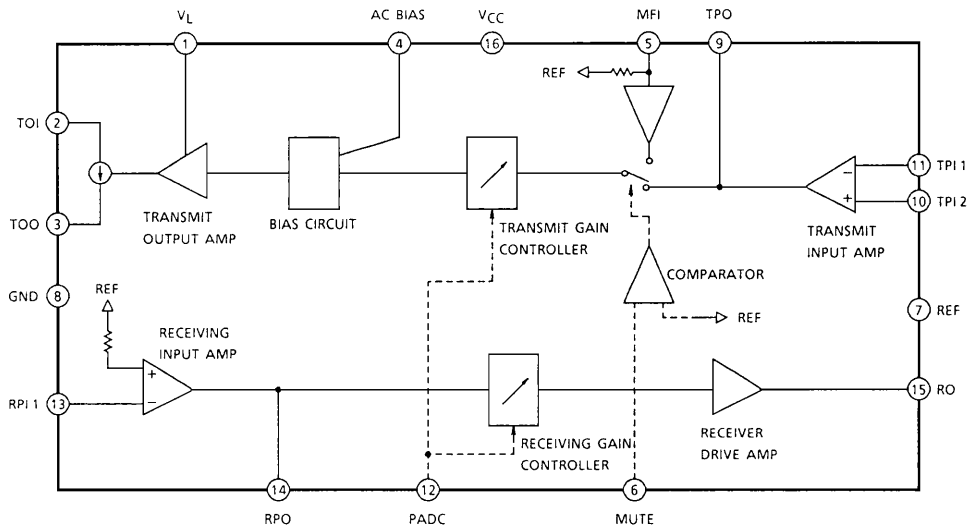 VL
AC BIAS
VCC
MFI
TPO
1
4
16
5
9
REF
TOI
2
11
TPI 1
−
+
10
TPI 2
TOO
3
TRANSMIT
OUTPUT AMP
BIAS CIRCUIT
TRANSMIT GAIN
CONTROLLER
TRANSMIT
INPUT AMP
COMPARATOR
GND
8
REF
7
REF
REF
RECEIVING
INPUT AMP
+
−
RPI 1
13
15
RO
RECEIVING GAIN
CONTROLLER
RECEIVER
DRIVE AMP
14
12
6
RPO
PADC
MUTE